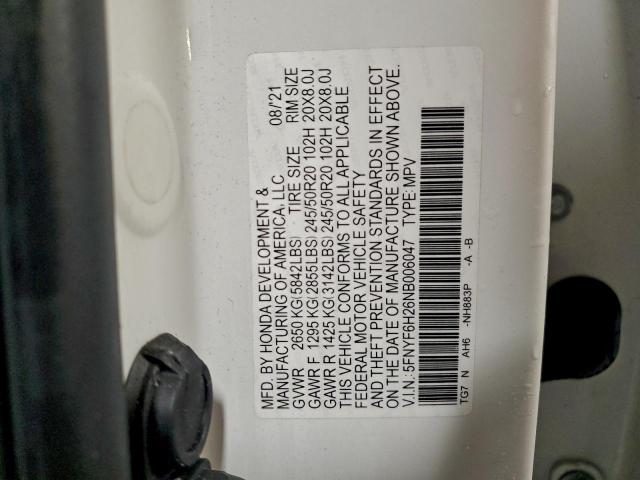 MFD. BY HONDA DEVELOPMENT &
MANUFACTURING OF AMERICA, LLC 08/'21
GVWR 2650 KG(5842LBS) TIRE SIZE RIM SIZE
GAWR F 1295 KG(2855LBS) 245/50R20 102H 20X8.0J
GAWR R 1425 KG(3142LBS) 245/50R20 102H 20X8.0J
THIS VEHICLE CONFORMS TO ALL APPLICABLE
FEDERAL MOTOR VEHICLE SAFETY
AND THEFT PREVENTION STANDARDS IN EFFECT
ON THE DATE OF MANUFACTURE SHOWN ABOVE.
V.I.N.: 5FNYF6H26NB006047 TYPE: MPV
TG7 N AH6 -NH883P -A -B